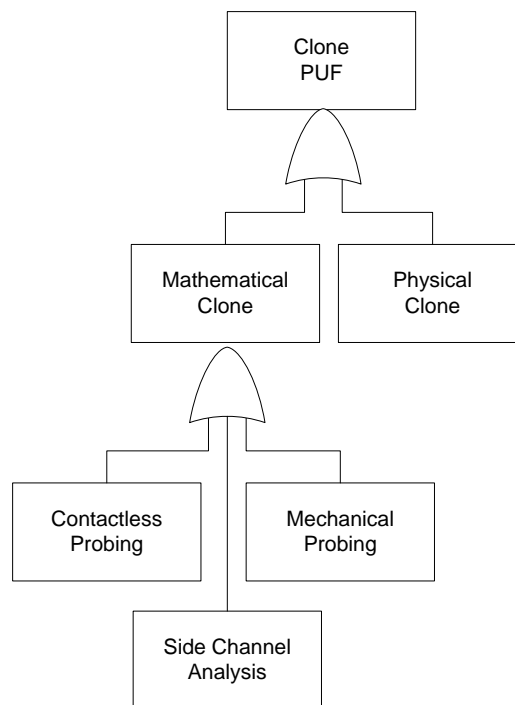 Clone
PUF
Mathematical
Clone
Physical
Clone
Contactless
Probing
Mechanical
Probing
Side Channel
Analysis